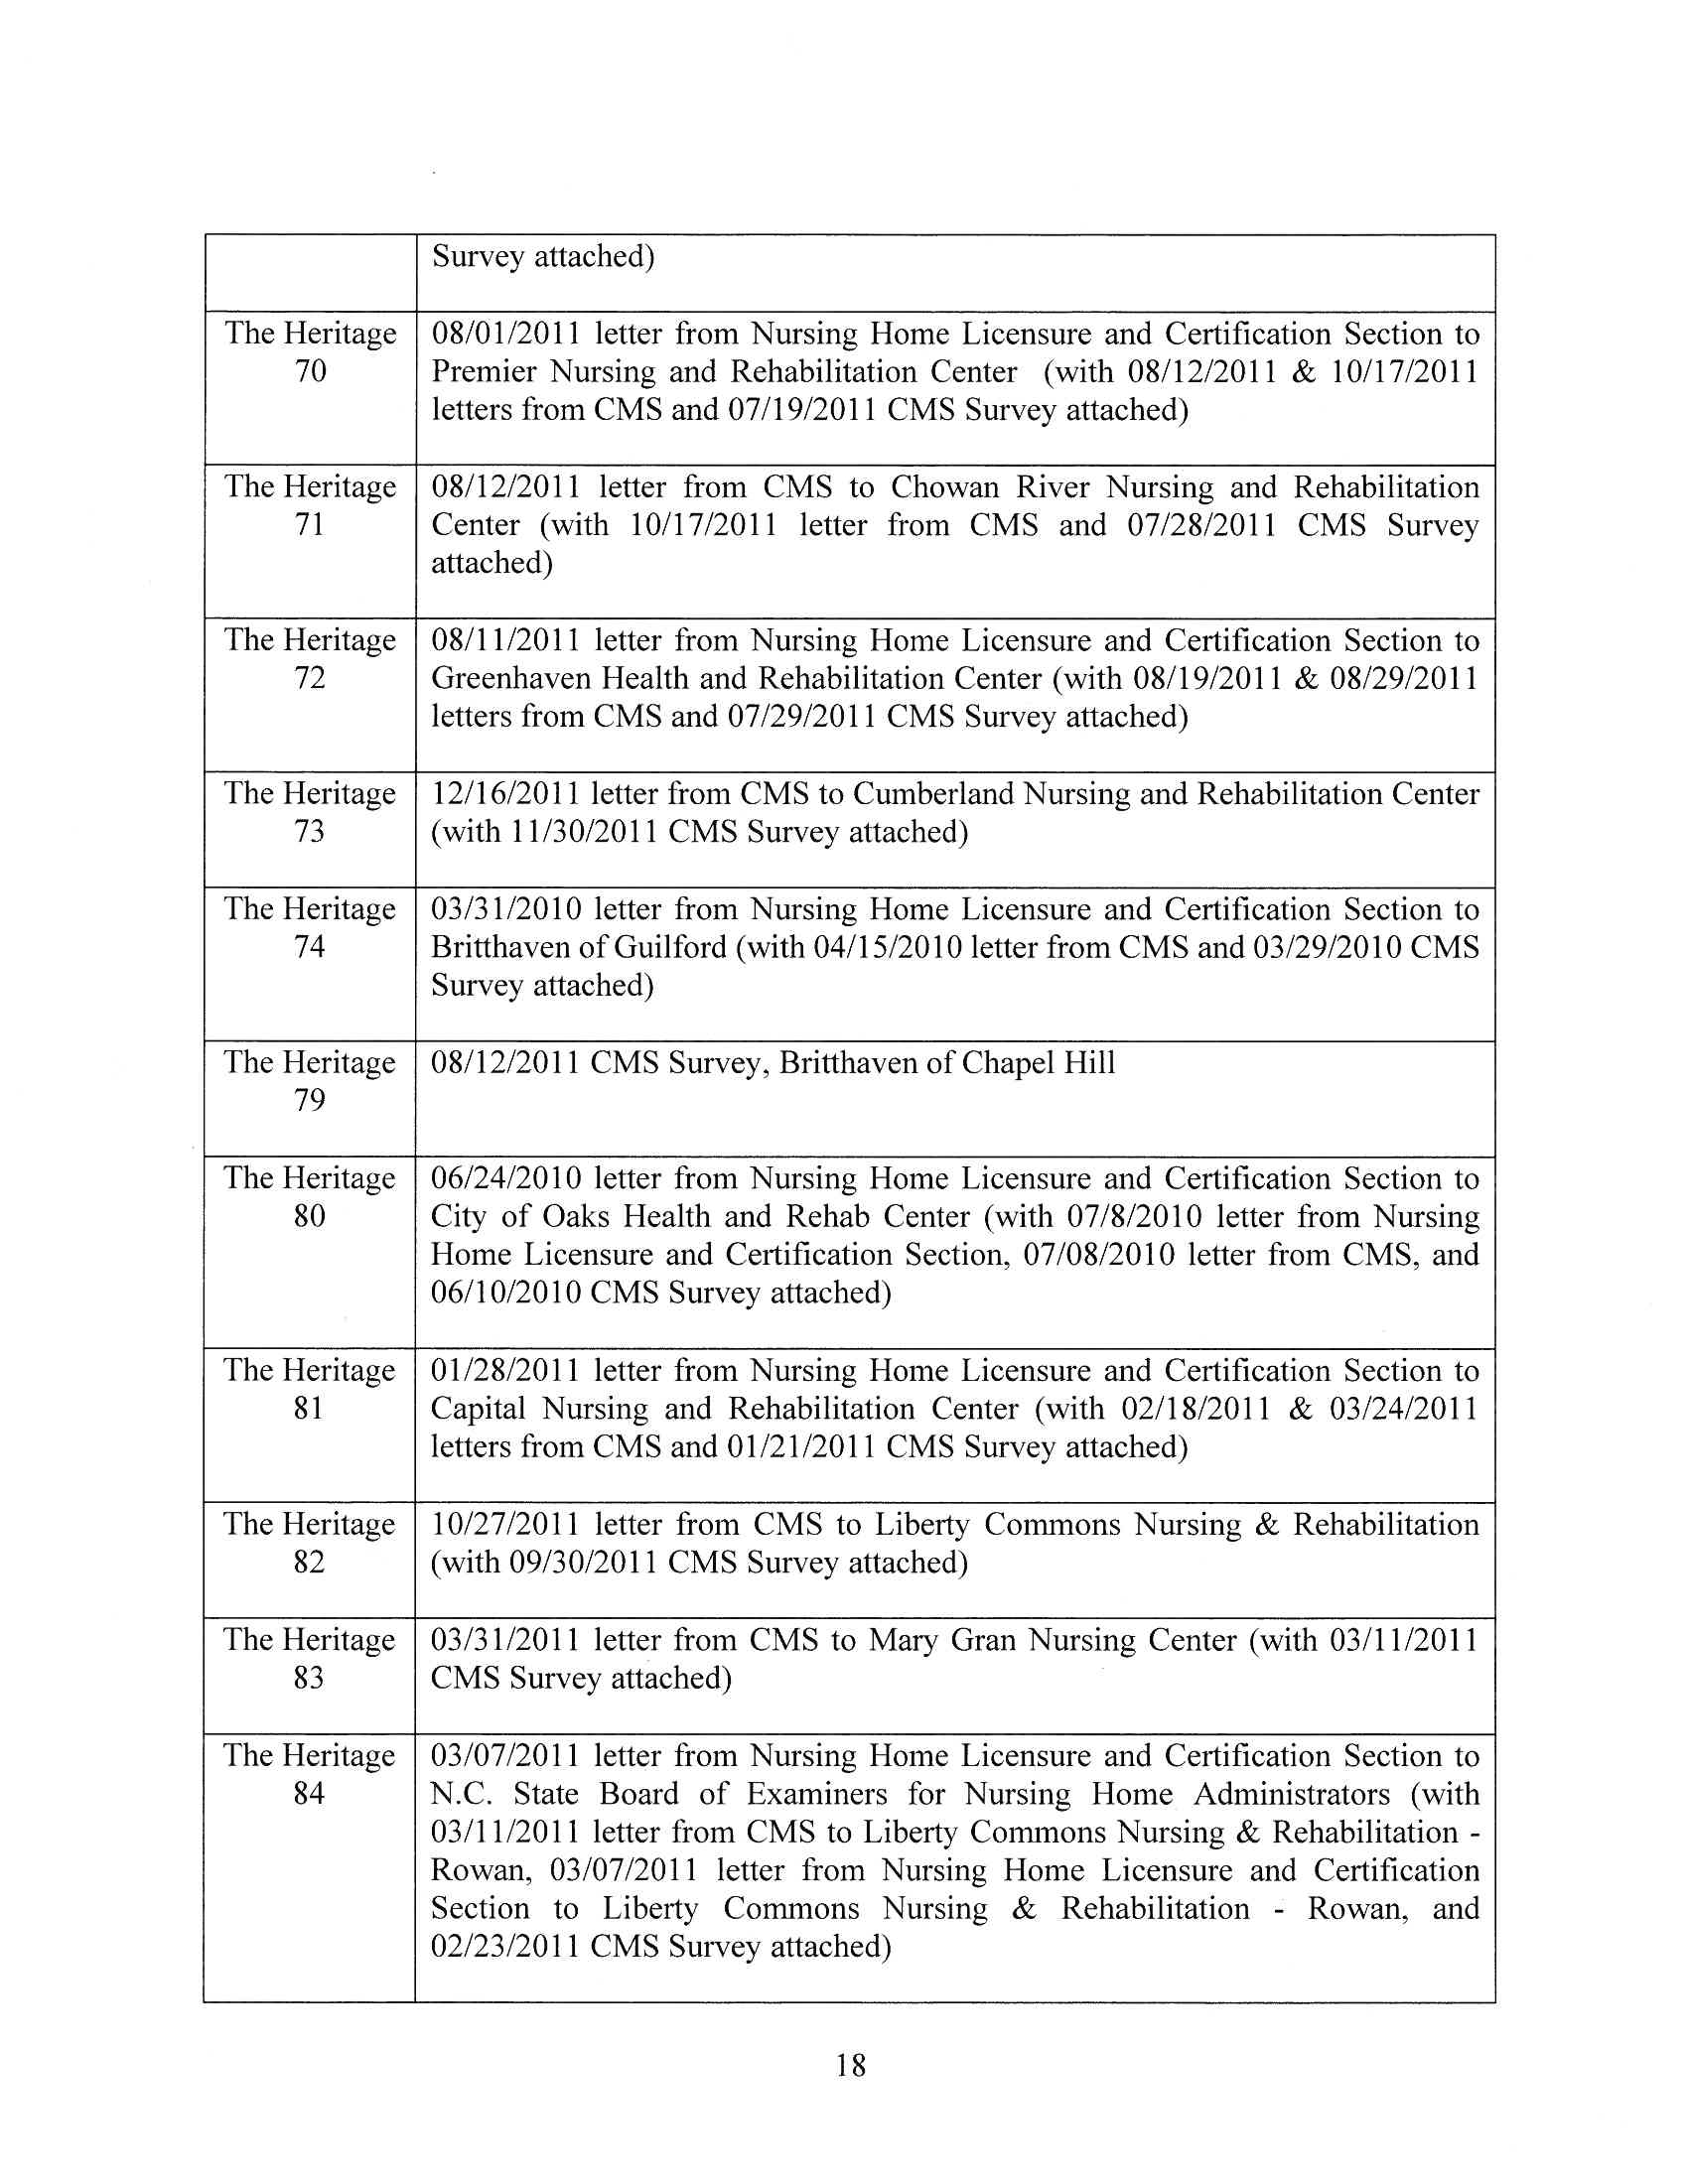 Survey attached)
The Heritage
70
08/01/2011 letter from Nursing Home Licensure and Certification Section to
Premier Nursing and Rehabilitation Center (with 08/12/2011 & 10/17/2011
letters from CMS and 07/19/2011 CMS Survey attached)
The Heritage
71
08/12/2011 letter from CMS to Chowan River Nursing and Rehabilitation
Center (with 10/17/2011 letter from CMS and 07/28/2011 CMS Survey
attached)
The Heritage
72
08/11/2011 letter from Nursing Home Licensure and Certification Section to
Greenhaven Health and Rehabilitation Center (with 08/19/2011 & 08/29/2011
letters from CMS and 07/29/2011 CMS Survey attached)
The Heritage
73
12/16/2011 letter from CMS to Cumberland Nursing and Rehabilitation Center
(with 11/30/2011 CMS Survey attached)
The Heritage
74
03/31/2010 letter from Nursing Home Licensure and Certification Section to
Britthaven of Guilford (with 04/15/2010 letter from CMS and 03/29/2010 CMS
Survey attached)
The Heritage
79
08/12/2011 CMS Survey, Britthaven of Chapel Hill
The Heritage
80
06/24/2010 letter from Nursing Home Licensure and Certification Section to
City of Oaks Health and Rehab Center (with 07/8/2010 letter from Nursing
Home Licensure and Certification Section, 07/08/2010 letter from CMS, and
06/10/2010 CMS Survey attached)
The Heritage
81
01/28/2011 letter from Nursing Home Licensure and Certification Section to
Capital Nursing and Rehabilitation Center (with 02/18/2011 & 03/24/2011
letters from CMS and 01/21/2011 CMS Survey attached)
The Heritage
82
10/27/2011 letter from CMS to Liberty Commons Nursing & Rehabilitation
(with 09/30/2011 CMS Survey attached)
The Heritage
83
03/31/2011 letter from CMS to Mary Gran Nursing Center (with 03/11/2011
CMS Survey attached)
The Heritage
84
03/07/2011 letter from Nursing Home Licensure and Certification Section to
N.C. State Board of Examiners for Nursing Home Administrators (with
03/11/2011 letter from CMS to Liberty Commons Nursing & Rehabilitation -
Rowan, 03/07/2011 letter from Nursing Home Licensure and Certification
Section to Liberty Commons Nursing & Rehabilitation - Rowan, and
02/23/2011 CMS Survey attached)
18